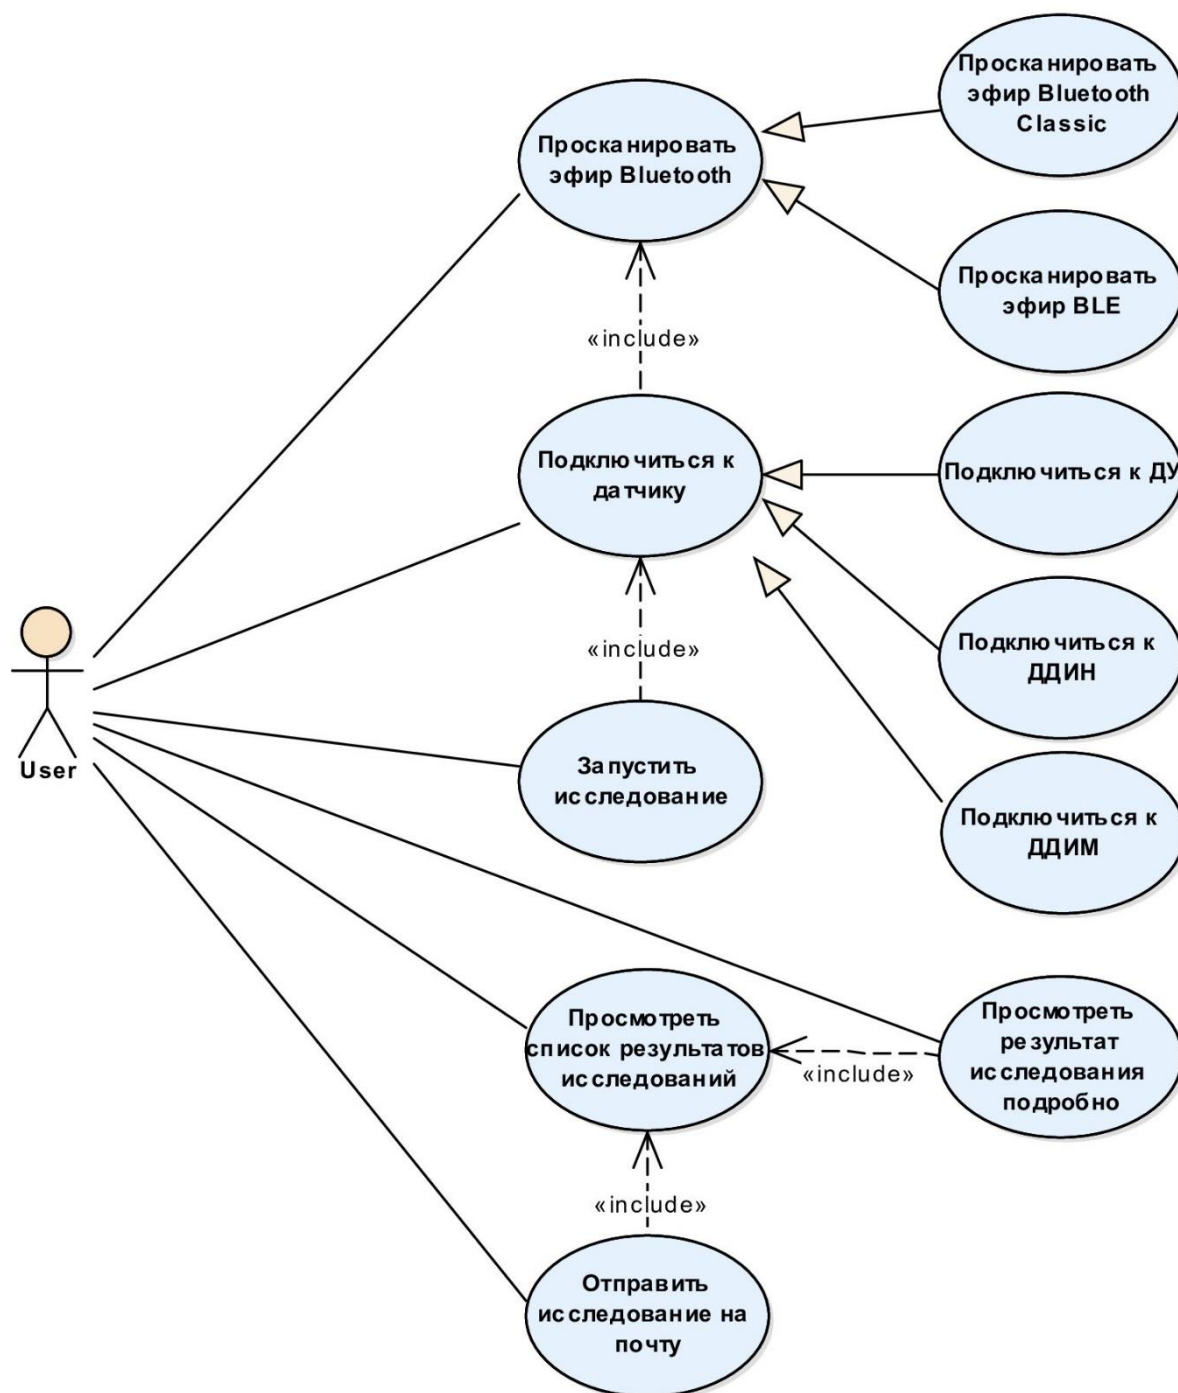 Просканировать
эфир Bluetooth
Classic
Просканировать
эфир Bluetooth
Просканировать
эфир BLE
«include»
Подключиться к
датчику
Подключиться к ДУ
«include»
Подключиться к
ДДИН
User
Запустить
исследование
Подключиться к
ДДИМ
Просмотреть
список результатов
исследований
«include»
Просмотреть
результат
исследования
подробно
«include»
Отправить
исследование на
почту